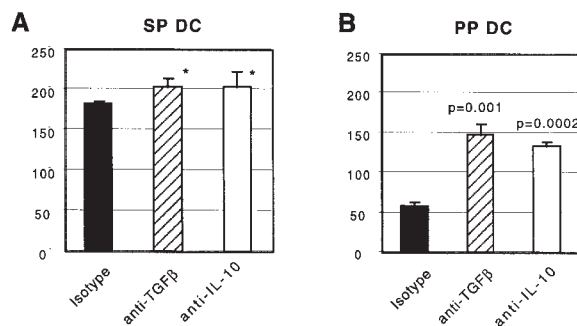 A SP DC
250
200
150
100
50
0
* *
Isotype
anti-TGFβ
anti-IL-10
B PP DC
250
200
150
100
50
0
p=0.001
p=0.0002
Isotype
anti-TGFβ
anti-IL-10